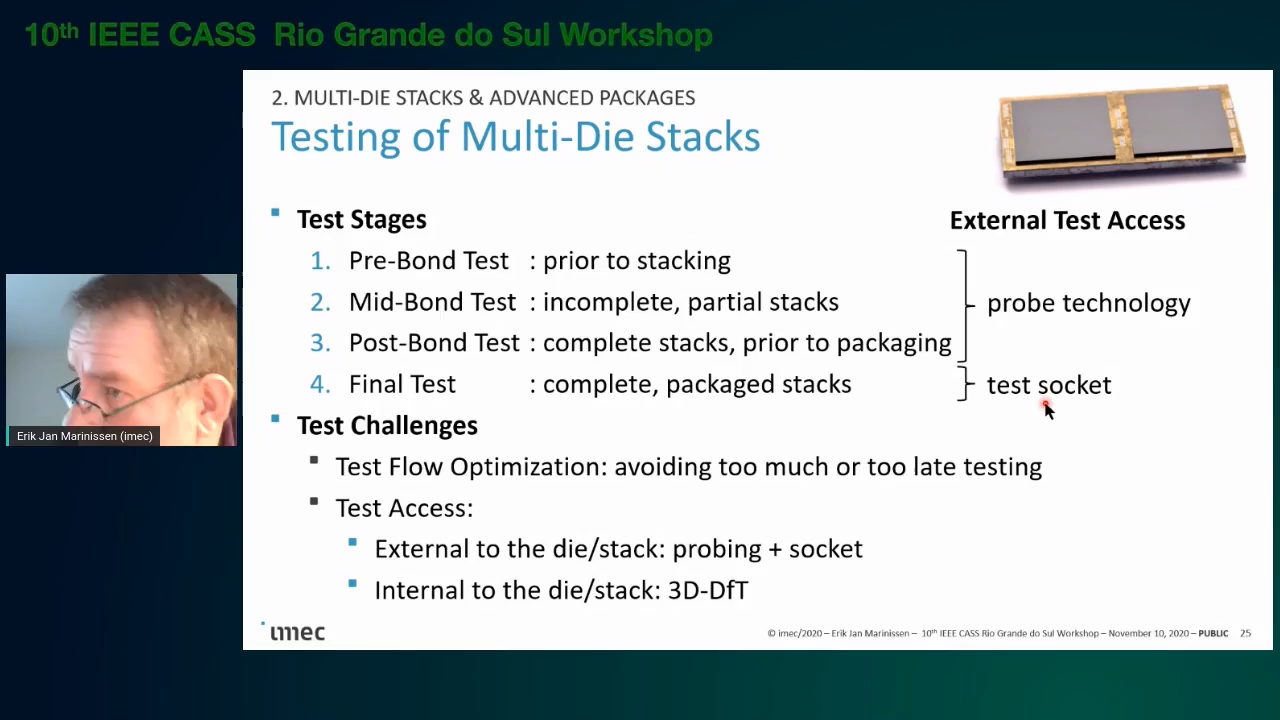 10th IEEE CASS Rio Grande do Sul Workshop
2. MULTI-DIE STACKS & ADVANCED PACKAGES
Testing of Multi-Die Stacks
Test Stages
External Test Access
1. Pre-Bond Test : prior to stacking
2. Mid-Bond Test : incomplete, partial stacks
probe technology
3. Post-Bond Test : complete stacks, prior to packaging
4. Final Test : complete, packaged stacks
test socket
Test Challenges
Test Flow Optimization: avoiding too much or too late testing
Test Access:
External to the die/stack: probing + socket
Internal to the die/stack: 3D-DfT
imec
© imec/2020 – Erik Jan Marinissen – 10th IEEE CASS Rio Grande do Sul Workshop – November 10, 2020 – PUBLIC 25
Erik Jan Marinissen (imec)